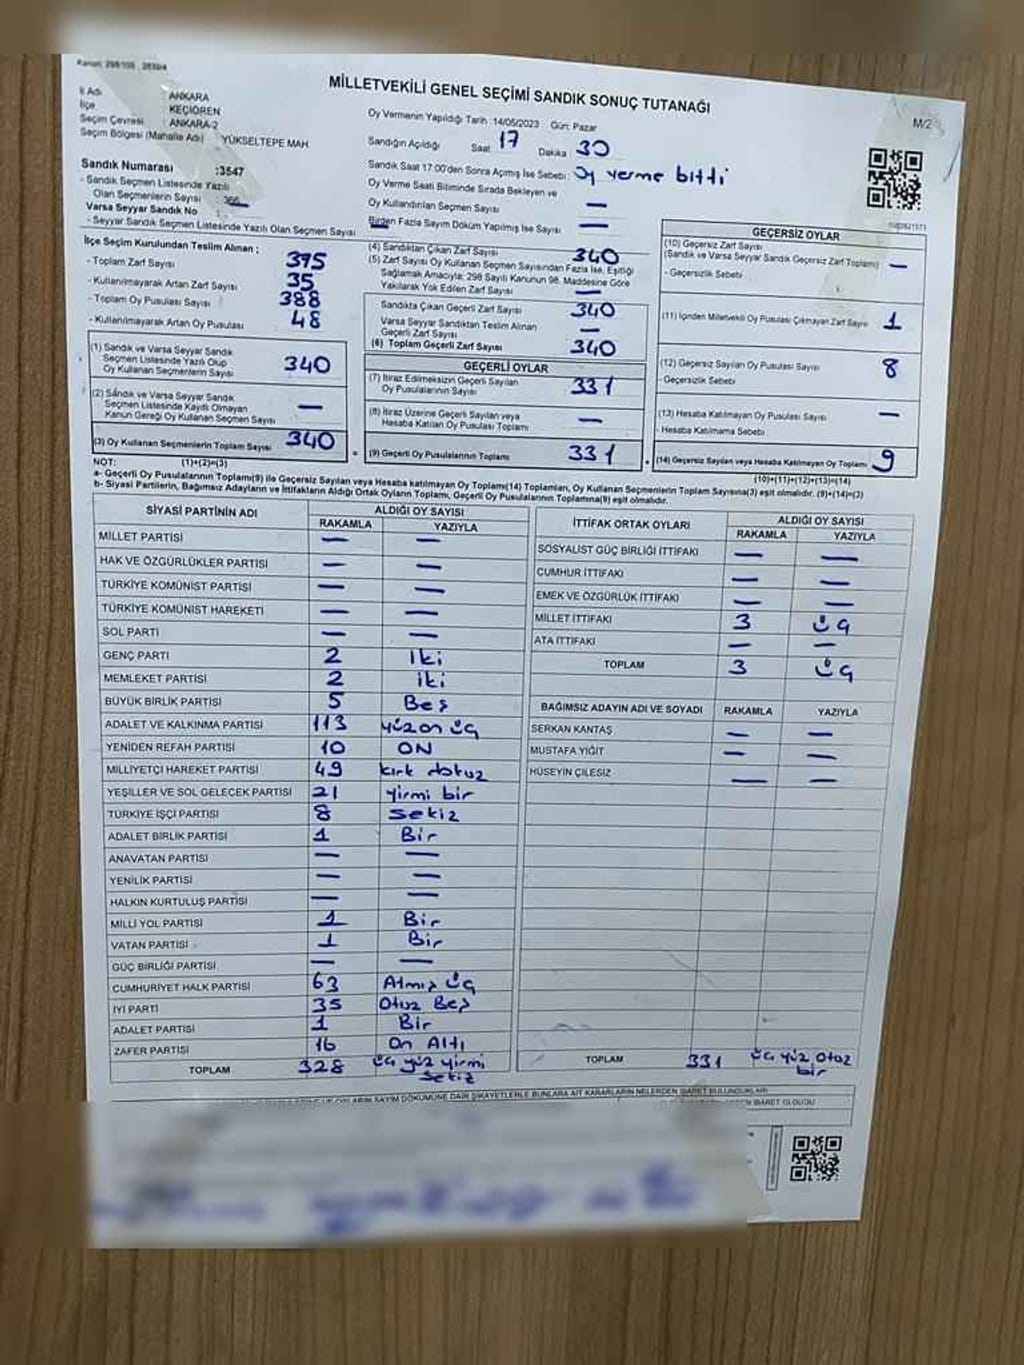 MİLLETVEKİLİ GENEL SEÇİMİ SANDIK SONUÇ TUTANAĞI
M/2
İl Adı ANKARA
İlçe KEÇİÖREN
Seçim Çevresi ANKARA-2
Seçim Bölgesi (Mahalle Adı) YÜKSELTEPE MAH.
Oy Vermenin Yapıldığı Tarih :14/05/2023 Gün: Pazar
Sandığın Açıldığı Saat 17 Dakika 30
Sandık Saat 17.00'den Sonra Açımış İse Sebebi: Oy verme bitti
Oy Verme Saati Bitiminde Sırada Bekleyen ve
Oy Kullandırılan Seçmen Sayısı —
Birden Fazla Sayım Döküm Yapılmış İse Sayısı —
Sandık Numarası :3547
- Sandık Seçmen Listesinde Yazılı
Olan Seçmenlerin Sayısı
Varsa Seyyar Sandık No
- Seyyar Sandık Seçmen Listesinde Yazılı Olan Seçmen Sayısı
İlçe Seçim Kurulundan Teslim Alınan ;
- Toplam Zarf Sayısı 375
- Kullanılmayarak Artan Zarf Sayısı 35
- Toplam Oy Pusulası Sayısı 388
- Kullanılmayarak Artan Oy Pusulası 48
(1) Sandık ve Varsa Seyyar Sandık
Seçmen Listesinde Yazılı Olup
Oy Kullanan Seçmenlerin Sayısı 340
(2) Sandık ve Varsa Seyyar Sandık
Seçmen Listesinde Kayıtlı Olmayan
Kanun Gereği Oy Kullanan Seçmen Sayısı —
(3) Oy Kullanan Seçmenlerin Toplam Sayısı 340
NOT: (1)+(2)=(3)
(4) Sandıktan Çıkan Zarf Sayısı 340
(5) Zarf Sayısı Oy Kullanan Seçmen Sayısından Fazla İse, Eşitliği
Sağlamak Amacıyla; 298 Sayılı Kanunun 98. Maddesine Göre
Yakılarak Yok Edilen Zarf Sayısı —
Sandıkta Çıkan Geçerli Zarf Sayısı 340
Varsa Seyyar Sandıktan Teslim Alınan
Geçerli Zarf Sayısı —
(6) Toplam Geçerli Zarf Sayısı 340
GEÇERLİ OYLAR
(7) İtiraz Edilmeksizin Geçerli Sayılan
Oy Pusulalarının Sayısı 331
(8) İtiraz Üzerine Geçerli Sayılan veya
Hesaba Katılan Oy Pusulası Toplamı —
(9) Geçerli Oy Pusulalarının Toplamı 331
GEÇERSİZ OYLAR
(10) Geçersiz Zarf Sayısı
(Sandık ve Varsa Seyyar Sandık Geçersiz Zarf Toplamı) —
- Geçersizlik Sebebi
(11) İçinden Milletvekili Oy Pusulası Çıkmayan Zarf Sayısı 1
(12) Geçersiz Sayılan Oy Pusulası Sayısı 8
- Geçersizlik Sebebi
(13) Hesaba Katılmayan Oy Pusulası Sayısı —
- Hesaba Katılmama Sebebi
(14) Geçersiz Sayılan veya Hesaba Katılmayan Oy Toplamı 9
(10)+(11)+(12)+(13)=(14)
a- Geçerli Oy Pusulalarının Toplamı(9) ile Geçersiz Sayılan veya Hesaba katılmayan Oy Toplamı(14) Toplamları, Oy Kullanan Seçmenlerin Toplam Sayısına(3) eşit olmalıdır. (9)+(14)=(3)
b- Siyasi Partilerin, Bağımsız Adayların ve İttifakların Aldığı Ortak Oyların Toplamı, Geçerli Oy Pusulalarının Toplamına(9) eşit olmalıdır.
SİYASİ PARTİNİN ADI ALDIĞI OY SAYISI
RAKAMLA YAZIYLA
MİLLET PARTİSİ — —
HAK VE ÖZGÜRLÜKLER PARTİSİ — —
TÜRKİYE KOMÜNİST PARTİSİ — —
TÜRKİYE KOMÜNİST HAREKETİ — —
SOL PARTİ — —
GENÇ PARTİ 2 İki
MEMLEKET PARTİSİ 2 iki
BÜYÜK BİRLİK PARTİSİ 5 Beş
ADALET VE KALKINMA PARTİSİ 113 yüz on üç
YENİDEN REFAH PARTİSİ 10 ON
MİLLİYETÇİ HAREKET PARTİSİ 49 kırk dokuz
YEŞİLLER VE SOL GELECEK PARTİSİ 21 yirmi bir
TÜRKİYE İŞÇİ PARTİSİ 8 Sekiz
ADALET BİRLİK PARTİSİ 1 Bir
ANAVATAN PARTİSİ — —
YENİLİK PARTİSİ — —
HALKIN KURTULUŞ PARTİSİ — —
MİLLİ YOL PARTİSİ 1 Bir
VATAN PARTİSİ 1 Bir
GÜÇ BİRLİĞİ PARTİSİ — —
CUMHURİYET HALK PARTİSİ 63 Atmış üç
İYİ PARTİ 35 Otuz Beş
ADALET PARTİSİ 1 Bir
ZAFER PARTİSİ 16 On Altı
TOPLAM 328 üç yüz yirmi
sekiz
İTTİFAK ORTAK OYLARI ALDIĞI OY SAYISI
RAKAMLA YAZIYLA
SOSYALİST GÜÇ BİRLİĞİ İTTİFAKI — —
CUMHUR İTTİFAKI — —
EMEK VE ÖZGÜRLÜK İTTİFAKI — —
MİLLET İTTİFAKI 3 üç
ATA İTTİFAKI — —
TOPLAM 3 üç
BAĞIMSIZ ADAYIN ADI VE SOYADI RAKAMLA YAZIYLA
SERKAN KANTAŞ — —
MUSTAFA YİĞİT — —
HÜSEYİN ÇİLESİZ — —
TOPLAM 331 üç yüz otuz
bir